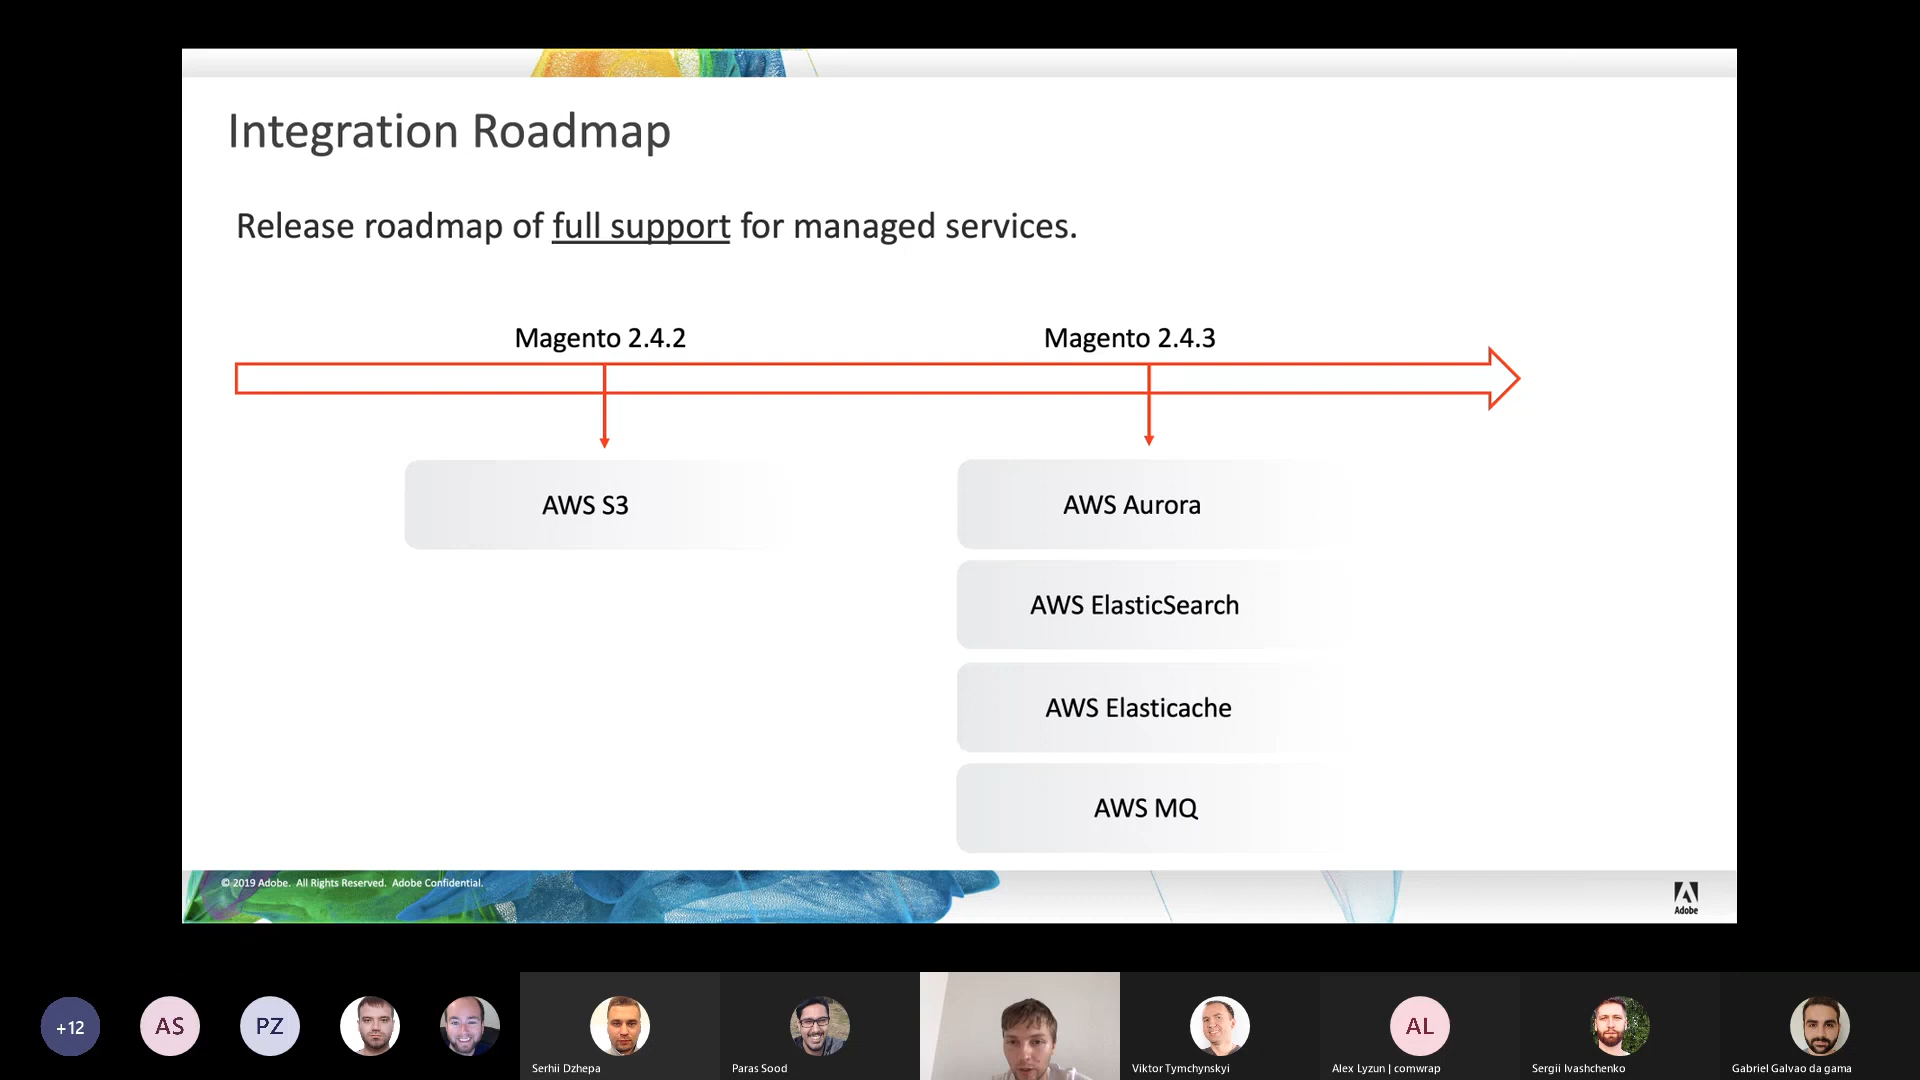 Integration Roadmap
Release roadmap of full support for managed services.
Magento 2.4.2
Magento 2.4.3
AWS S3
AWS Aurora
AWS ElasticSearch
AWS Elasticache
AWS MQ
© 2019 Adobe. All Rights Reserved. Adobe Confidential.
Adobe
+12
AS
PZ
AL
Serhii Dzhepa
Paras Sood
Viktor Tymchynskyi
Alex Lyzun | comwrap
Sergii Ivashchenko
Gabriel Galvao da gama